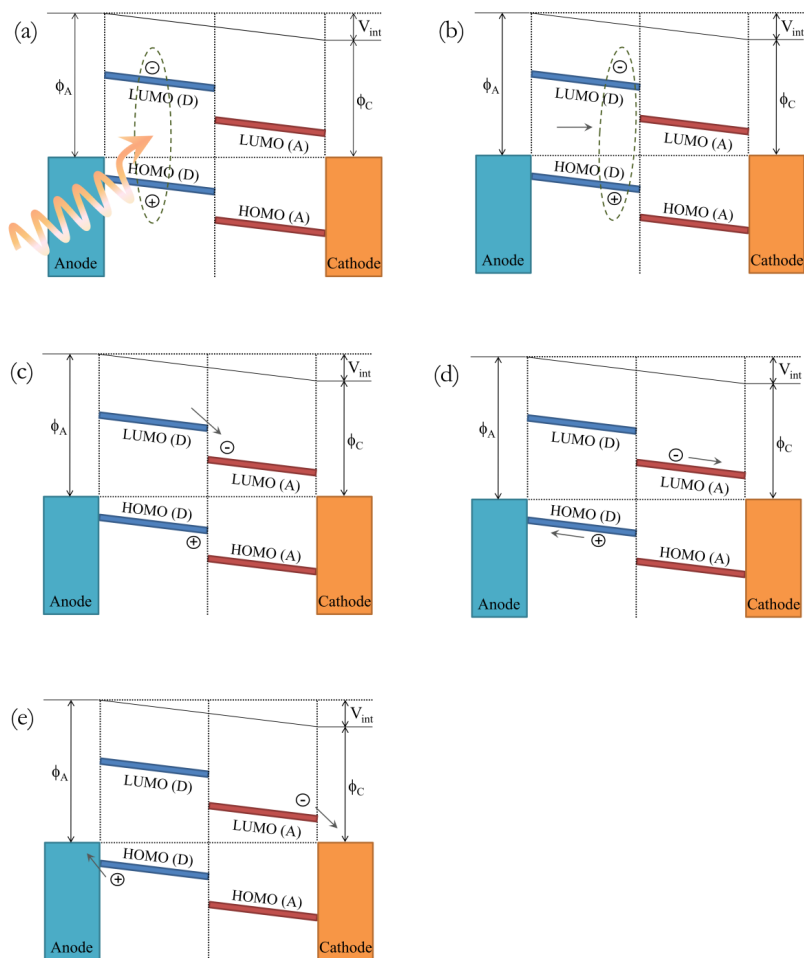 (a)
V_int
ϕ_A
ϕ_C
LUMO (D)
LUMO (A)
HOMO (D)
HOMO (A)
Anode
Cathode
(b)
V_int
ϕ_A
ϕ_C
LUMO (D)
LUMO (A)
HOMO (D)
HOMO (A)
Anode
Cathode
(c)
V_int
ϕ_A
ϕ_C
LUMO (D)
LUMO (A)
HOMO (D)
HOMO (A)
Anode
Cathode
(d)
V_int
ϕ_A
ϕ_C
LUMO (D)
LUMO (A)
HOMO (D)
HOMO (A)
Anode
Cathode
(e)
V_int
ϕ_A
ϕ_C
LUMO (D)
LUMO (A)
HOMO (D)
HOMO (A)
Anode
Cathode